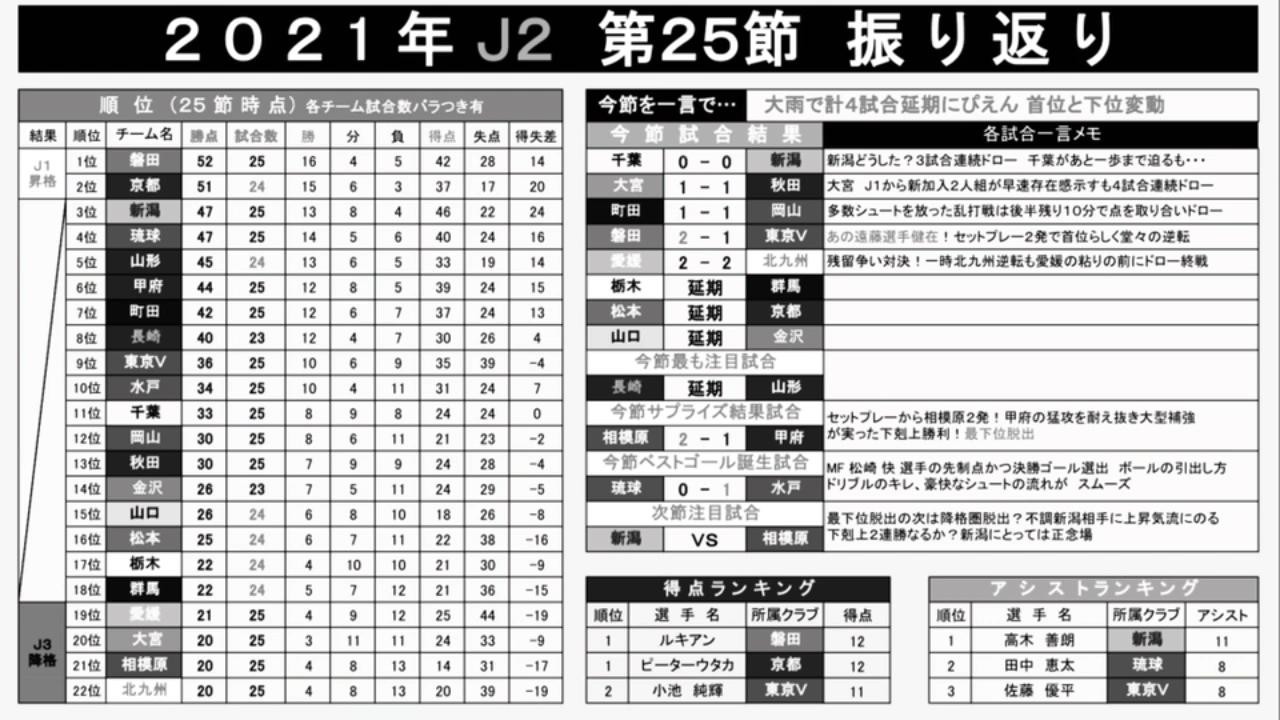 2021年 J2 第25節 振り返り
順位（25節時点）各チーム試合数バラつき有
結果 順位 チーム名 勝点 試合数 勝 分 負 得点 失点 得失差
J1
昇格
1位 磐田 52 25 16 4 5 42 28 14
2位 京都 51 24 15 6 3 37 17 20
3位 新潟 47 25 13 8 4 46 22 24
4位 琉球 47 25 14 5 6 40 24 16
5位 山形 45 24 13 6 5 33 19 14
6位 甲府 44 25 12 8 5 39 24 15
7位 町田 42 25 12 6 7 37 24 13
8位 長崎 40 23 12 4 7 30 26 4
9位 東京V 36 25 10 6 9 35 39 -4
10位 水戸 34 25 10 4 11 31 24 7
11位 千葉 33 25 8 9 8 24 24 0
12位 岡山 30 25 8 6 11 21 23 -2
13位 秋田 30 25 7 9 9 24 28 -4
14位 金沢 26 23 7 5 11 24 29 -5
15位 山口 26 24 6 8 10 18 26 -8
16位 松本 25 24 6 7 11 22 38 -16
17位 栃木 22 24 4 10 10 21 30 -9
18位 群馬 22 24 5 7 12 21 36 -15
J3
降格
19位 愛媛 21 25 4 9 12 25 44 -19
20位 大宮 20 25 3 11 11 24 33 -9
21位 相模原 20 25 4 8 13 14 31 -17
22位 北九州 20 25 4 8 13 20 39 -19
今節を一言で… 大雨で計4試合延期にぴえん 首位と下位変動
今節試合結果 各試合一言メモ
千葉 0 - 0 新潟 新潟どうした？3試合連続ドロー 千葉があと一歩まで迫るも・・・
大宮 1 - 1 秋田 大宮 J1から新加入2人組が早速存在感示すも4試合連続ドロー
町田 1 - 1 岡山 多数シュートを放った乱打戦は後半残り10分で点を取り合いドロー
磐田 2 - 1 東京V あの遠藤選手健在！セットプレー2発で首位らしく堂々の逆転
愛媛 2 - 2 北九州 残留争い対決！一時北九州逆転も愛媛の粘りの前にドロー終戦
栃木 延期 群馬
松本 延期 京都
山口 延期 金沢
今節最も注目試合
長崎 延期 山形
今節サプライズ結果試合
相模原 2 - 1 甲府
セットプレーから相模原2発！甲府の猛攻を耐え抜き大型補強
が実った下剋上勝利！最下位脱出
今節ベストゴール誕生試合
琉球 0 - 1 水戸
MF 松崎 快 選手の先制点かつ決勝ゴール選出 ボールの引出し方
ドリブルのキレ、豪快なシュートの流れが スムーズ
次節注目試合
新潟 VS 相模原
最下位脱出の次は降格圏脱出？不調新潟相手に上昇気流にのる
下剋上2連勝なるか？新潟にとっては正念場
得点ランキング
順位 選手名 所属クラブ 得点
1 ルキアン 磐田 12
1 ピーターウタカ 京都 12
2 小池 純輝 東京V 11
アシストランキング
順位 選手名 所属クラブ アシスト
1 高木 善朗 新潟 11
2 田中 恵太 琉球 8
3 佐藤 優平 東京V 8